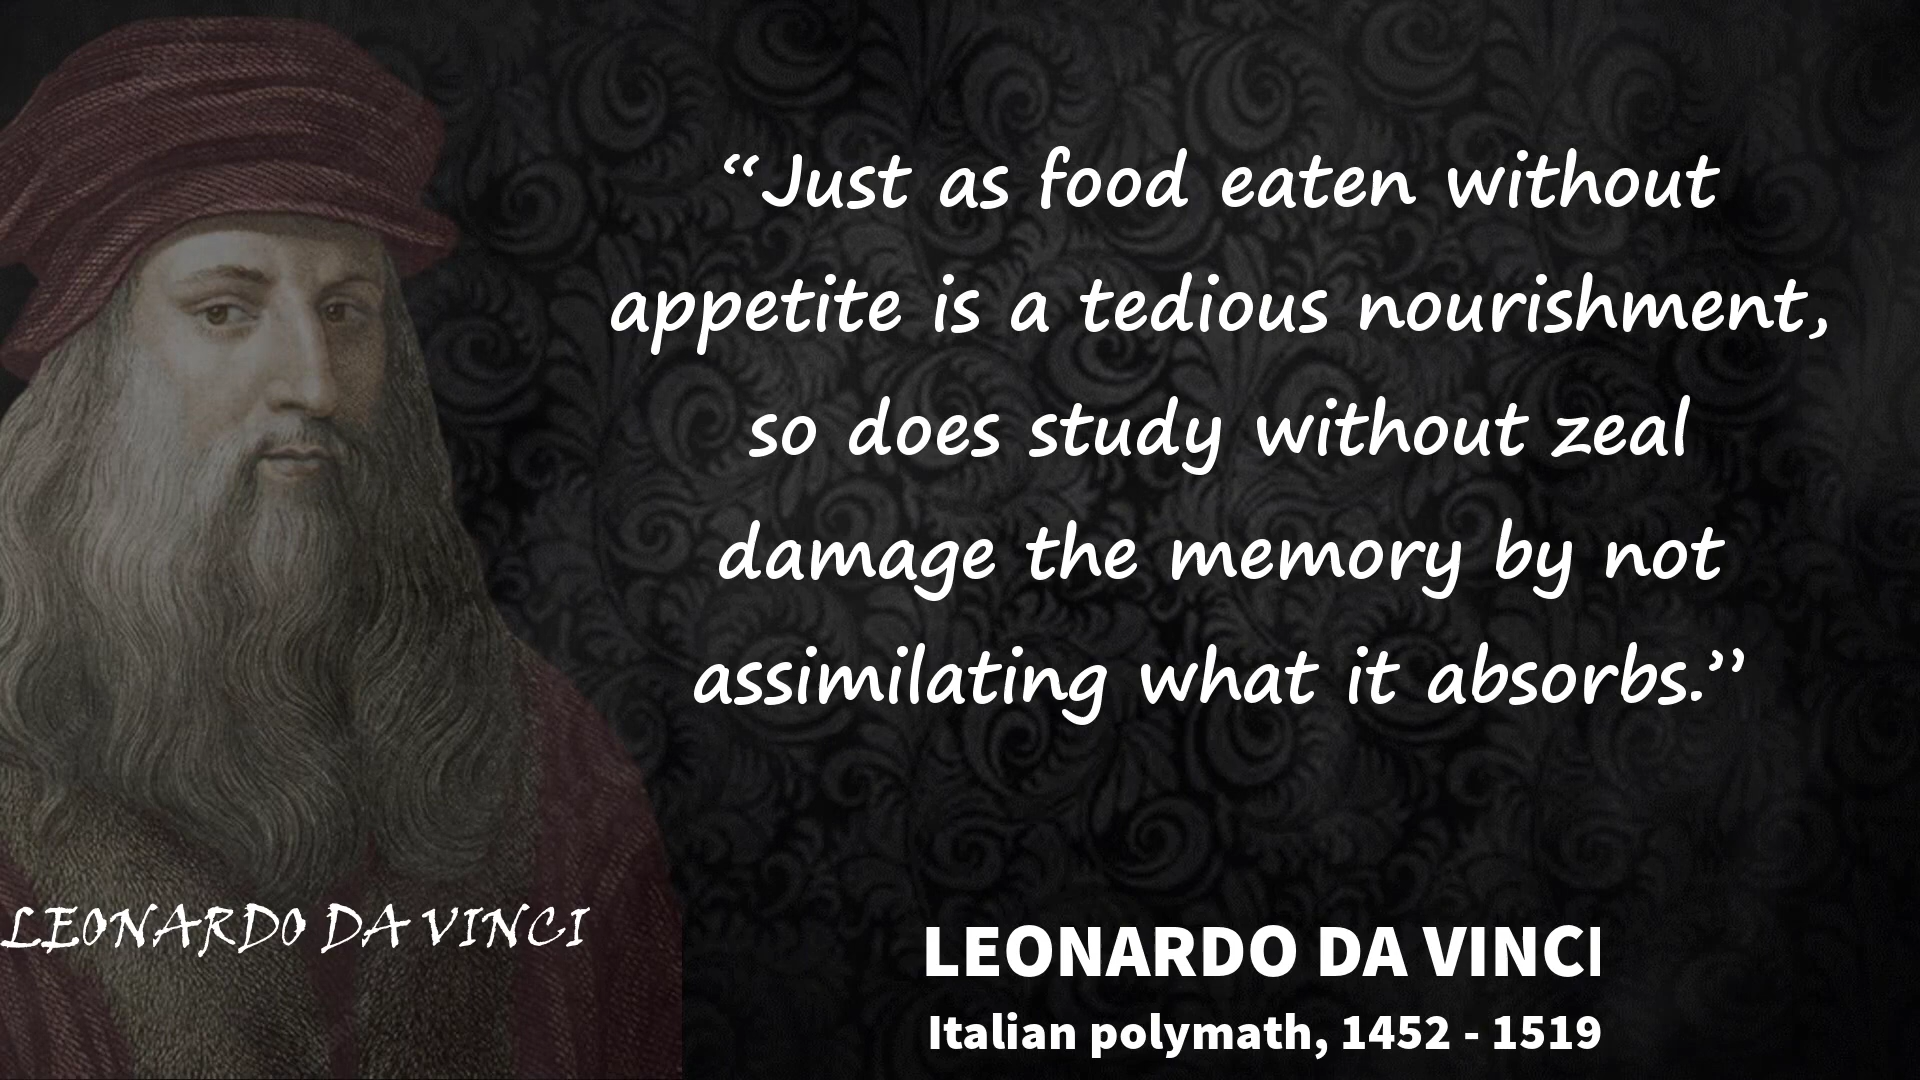 “Just as food eaten without
appetite is a tedious nourishment,
so does study without zeal
damage the memory by not
assimilating what it absorbs.’’
LEONARDO DA VINCI
LEONARDO DA VINCI
Italian polymath, 1452 - 1519